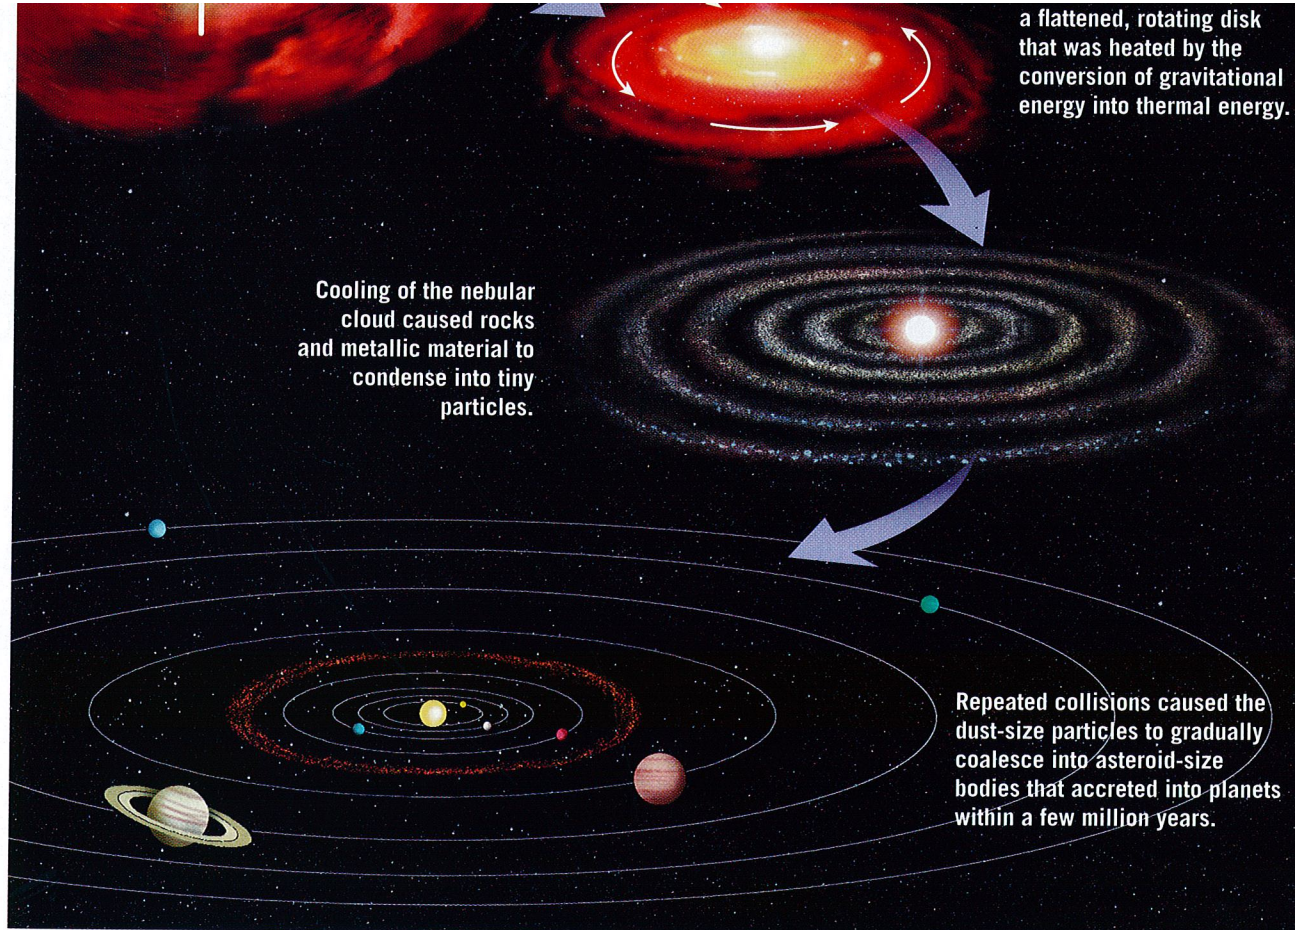 a flattened, rotating disk
that was heated by the
conversion of gravitational
energy into thermal energy.
Cooling of the nebular
cloud caused rocks
and metallic material to
condense into tiny
particles.
Repeated collisions caused the
dust-size particles to gradually
coalesce into asteroid-size
bodies that accreted into planets
within a few million years.